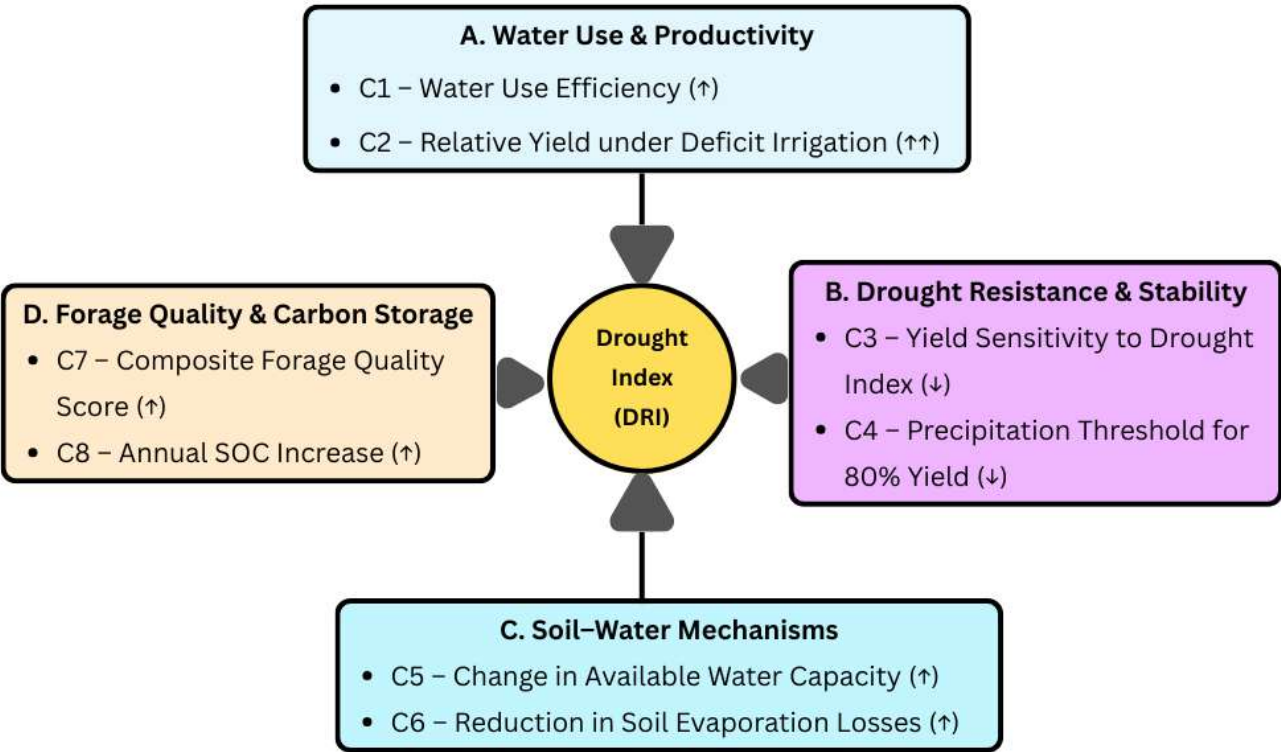 A. Water Use & Productivity
• C1 – Water Use Efficiency (↑)
• C2 – Relative Yield under Deficit Irrigation (↑↑)
D. Forage Quality & Carbon Storage
• C7 – Composite Forage Quality
Score (↑)
• C8 – Annual SOC Increase (↑)
Drought
Index
(DRI)
B. Drought Resistance & Stability
• C3 – Yield Sensitivity to Drought
Index (↓)
• C4 – Precipitation Threshold for
80% Yield (↓)
C. Soil–Water Mechanisms
• C5 – Change in Available Water Capacity (↑)
• C6 – Reduction in Soil Evaporation Losses (↑)